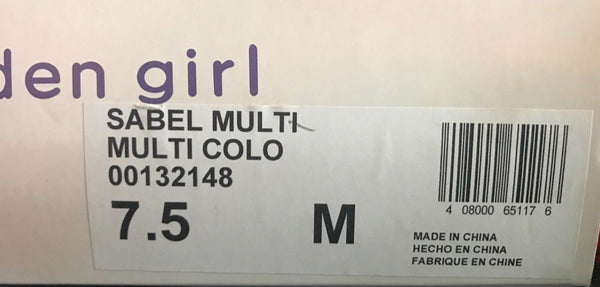 den girl
SABEL MULTI
MULTI COLO
00132148
7.5 M
4 08000 65117 6
MADE IN CHINA
HECHO EN CHINA
FABRIQUE EN CHINE